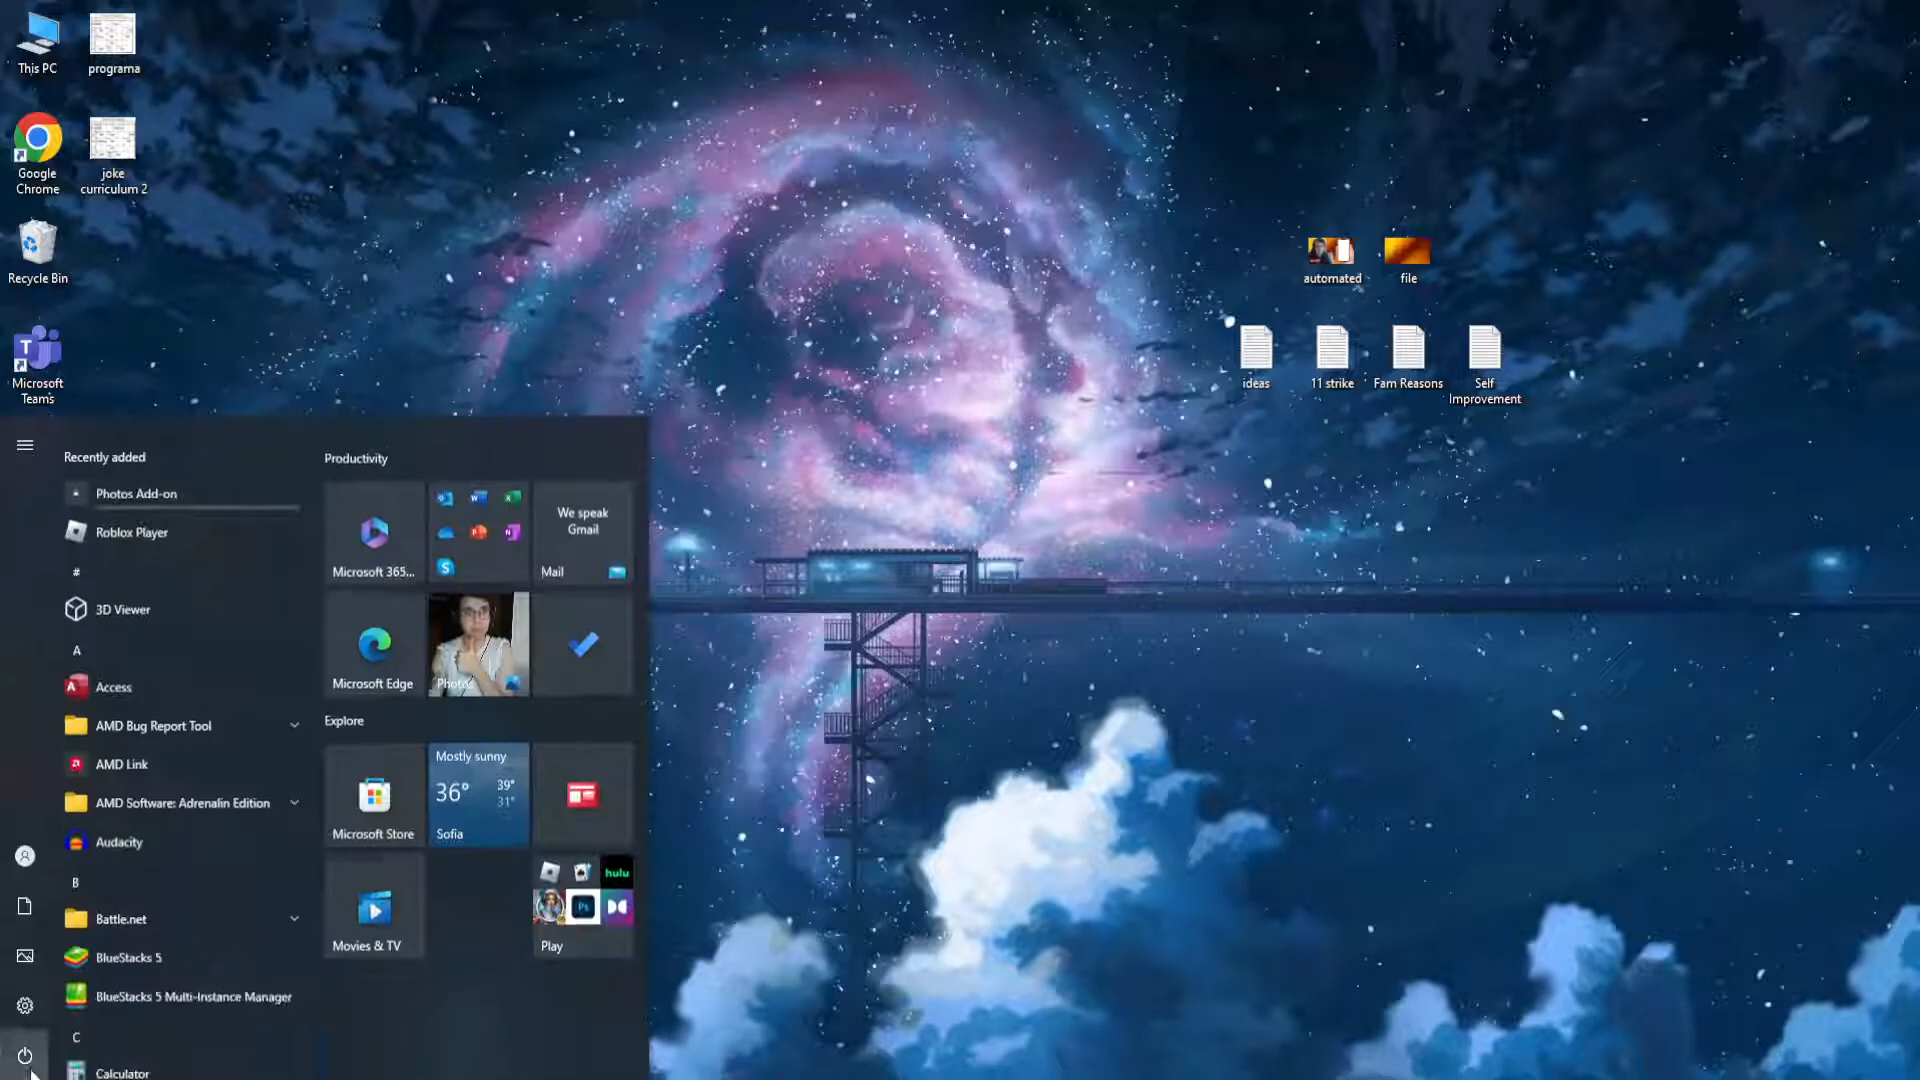 This PC
programa
Google
Chrome
joke
curriculum 2
Recycle Bin
Microsoft
Teams
automated
file
ideas
11 strike
Fam Reasons
Self
Improvement
Recently added
Photos Add-on
Roblox Player
#
3D Viewer
A
Access
AMD Bug Report Tool
AMD Link
AMD Software: Adrenalin Edition
Audacity
B
Battle.net
BlueStacks 5
BlueStacks 5 Multi-Instance Manager
C
Calculator
Productivity
Microsoft 365...
We speak
Gmail
Mail
Microsoft Edge
Photos
Explore
Microsoft Store
Mostly sunny
36°
39°
31°
Sofia
Movies & TV
hulu
Ps
Play